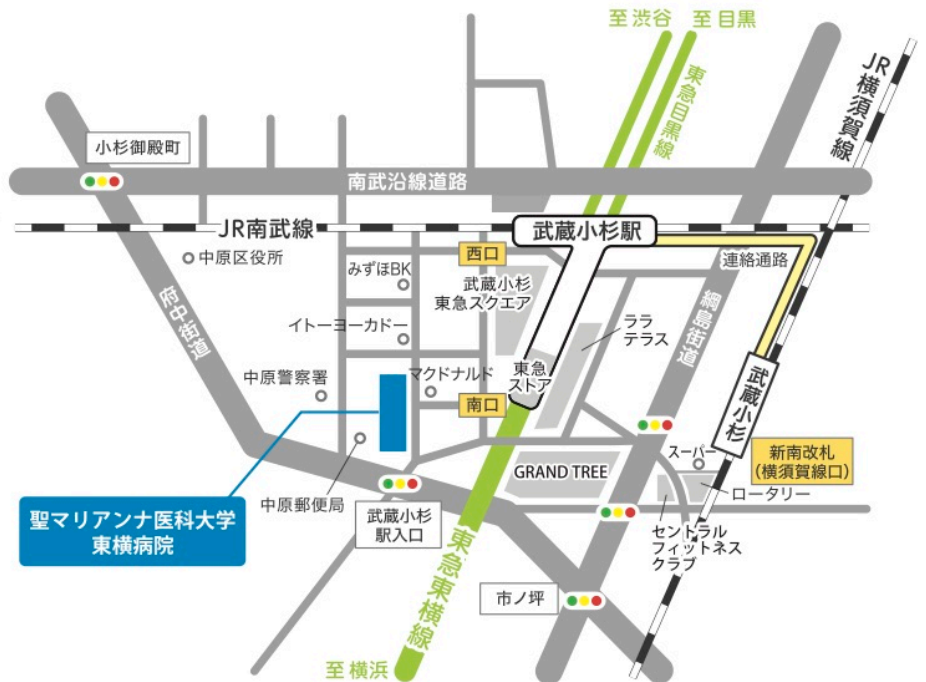 至渋谷
至目黒
東急目黒線
JR横須賀線
小杉御殿町
南武沿線道路
JR南武線
武蔵小杉駅
中原区役所
みずほBK
西口
武蔵小杉
東急スクエア
連絡通路
府中街道
綱島街道
イトーヨーカドー
ララ
テラス
中原警察署
マクドナルド
東急
ストア
武蔵小杉
南口
スーパー
新南改札
(横須賀線口)
GRAND TREE
ロータリー
中原郵便局
聖マリアンナ医科大学
東横病院
武蔵小杉
駅入口
セントラル
フィットネス
クラブ
東急東横線
市ノ坪
至横浜